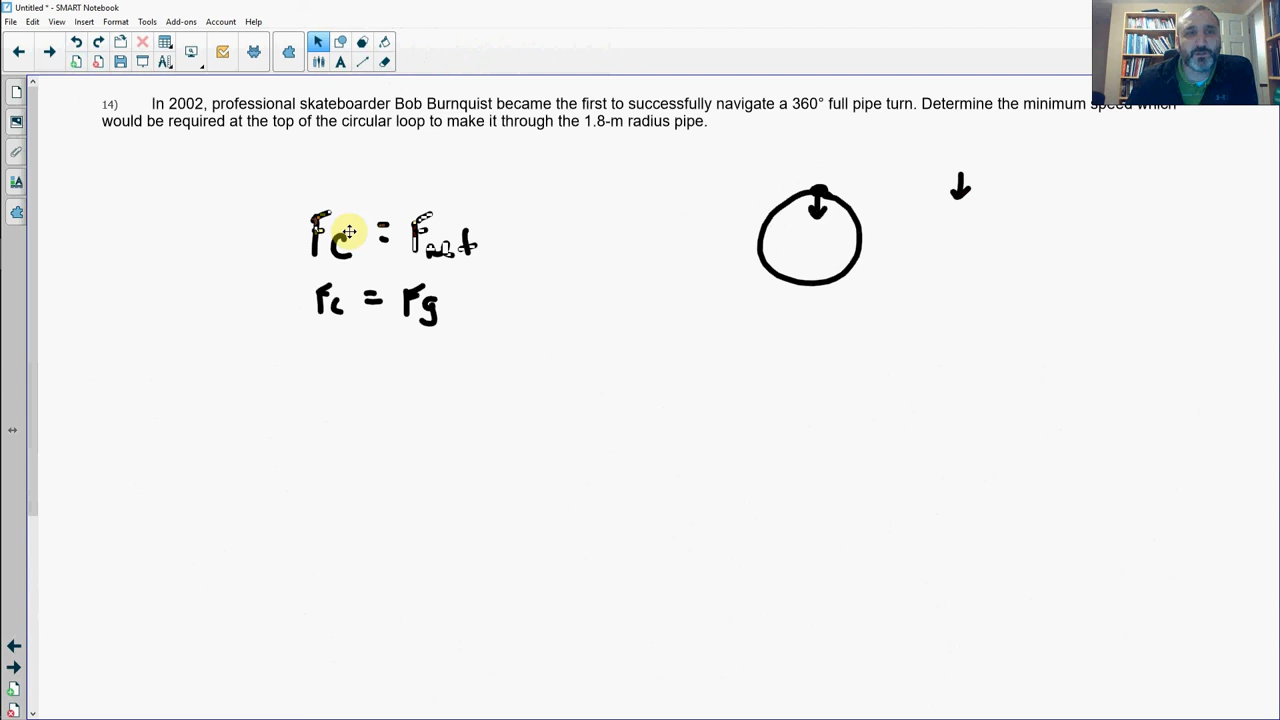 Untitled * - SMART Notebook
File Edit View Insert Format Tools Add-ons Account Help
14) In 2002, professional skateboarder Bob Burnquist became the first to successfully navigate a 360° full pipe turn. Determine the minimum speed which
would be required at the top of the circular loop to make it through the 1.8-m radius pipe.
Fc = Fnet
Fc = Fg